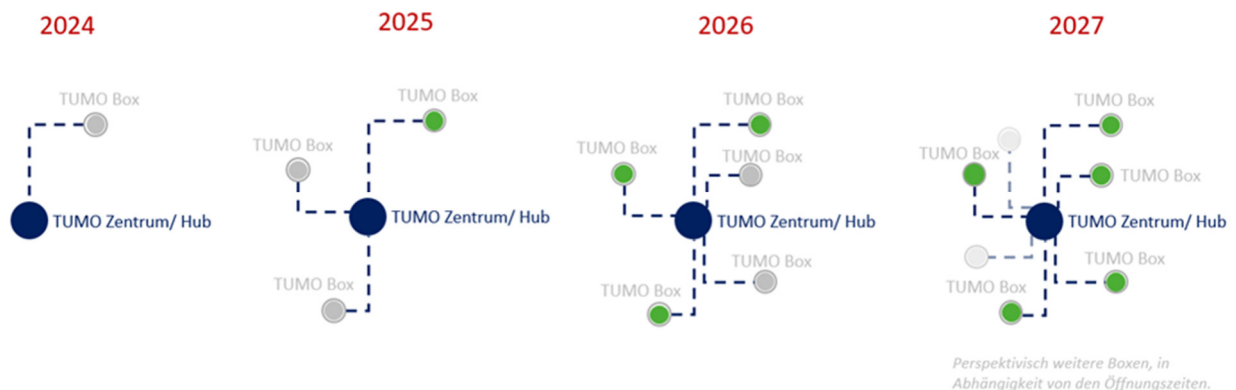 2024
TUMO Box
TUMO Zentrum/ Hub
2025
TUMO Box
TUMO Box
TUMO Zentrum/ Hub
TUMO Box
2026
TUMO Box
TUMO Box
TUMO Box
TUMO Zentrum/ Hub
TUMO Box
TUMO Box
2027
TUMO Box
TUMO Box
TUMO Box
TUMO Zentrum/ Hub
TUMO Box
TUMO Box
Perspektivisch weitere Boxen, in
Abhängigkeit von den Öffnungszeiten.